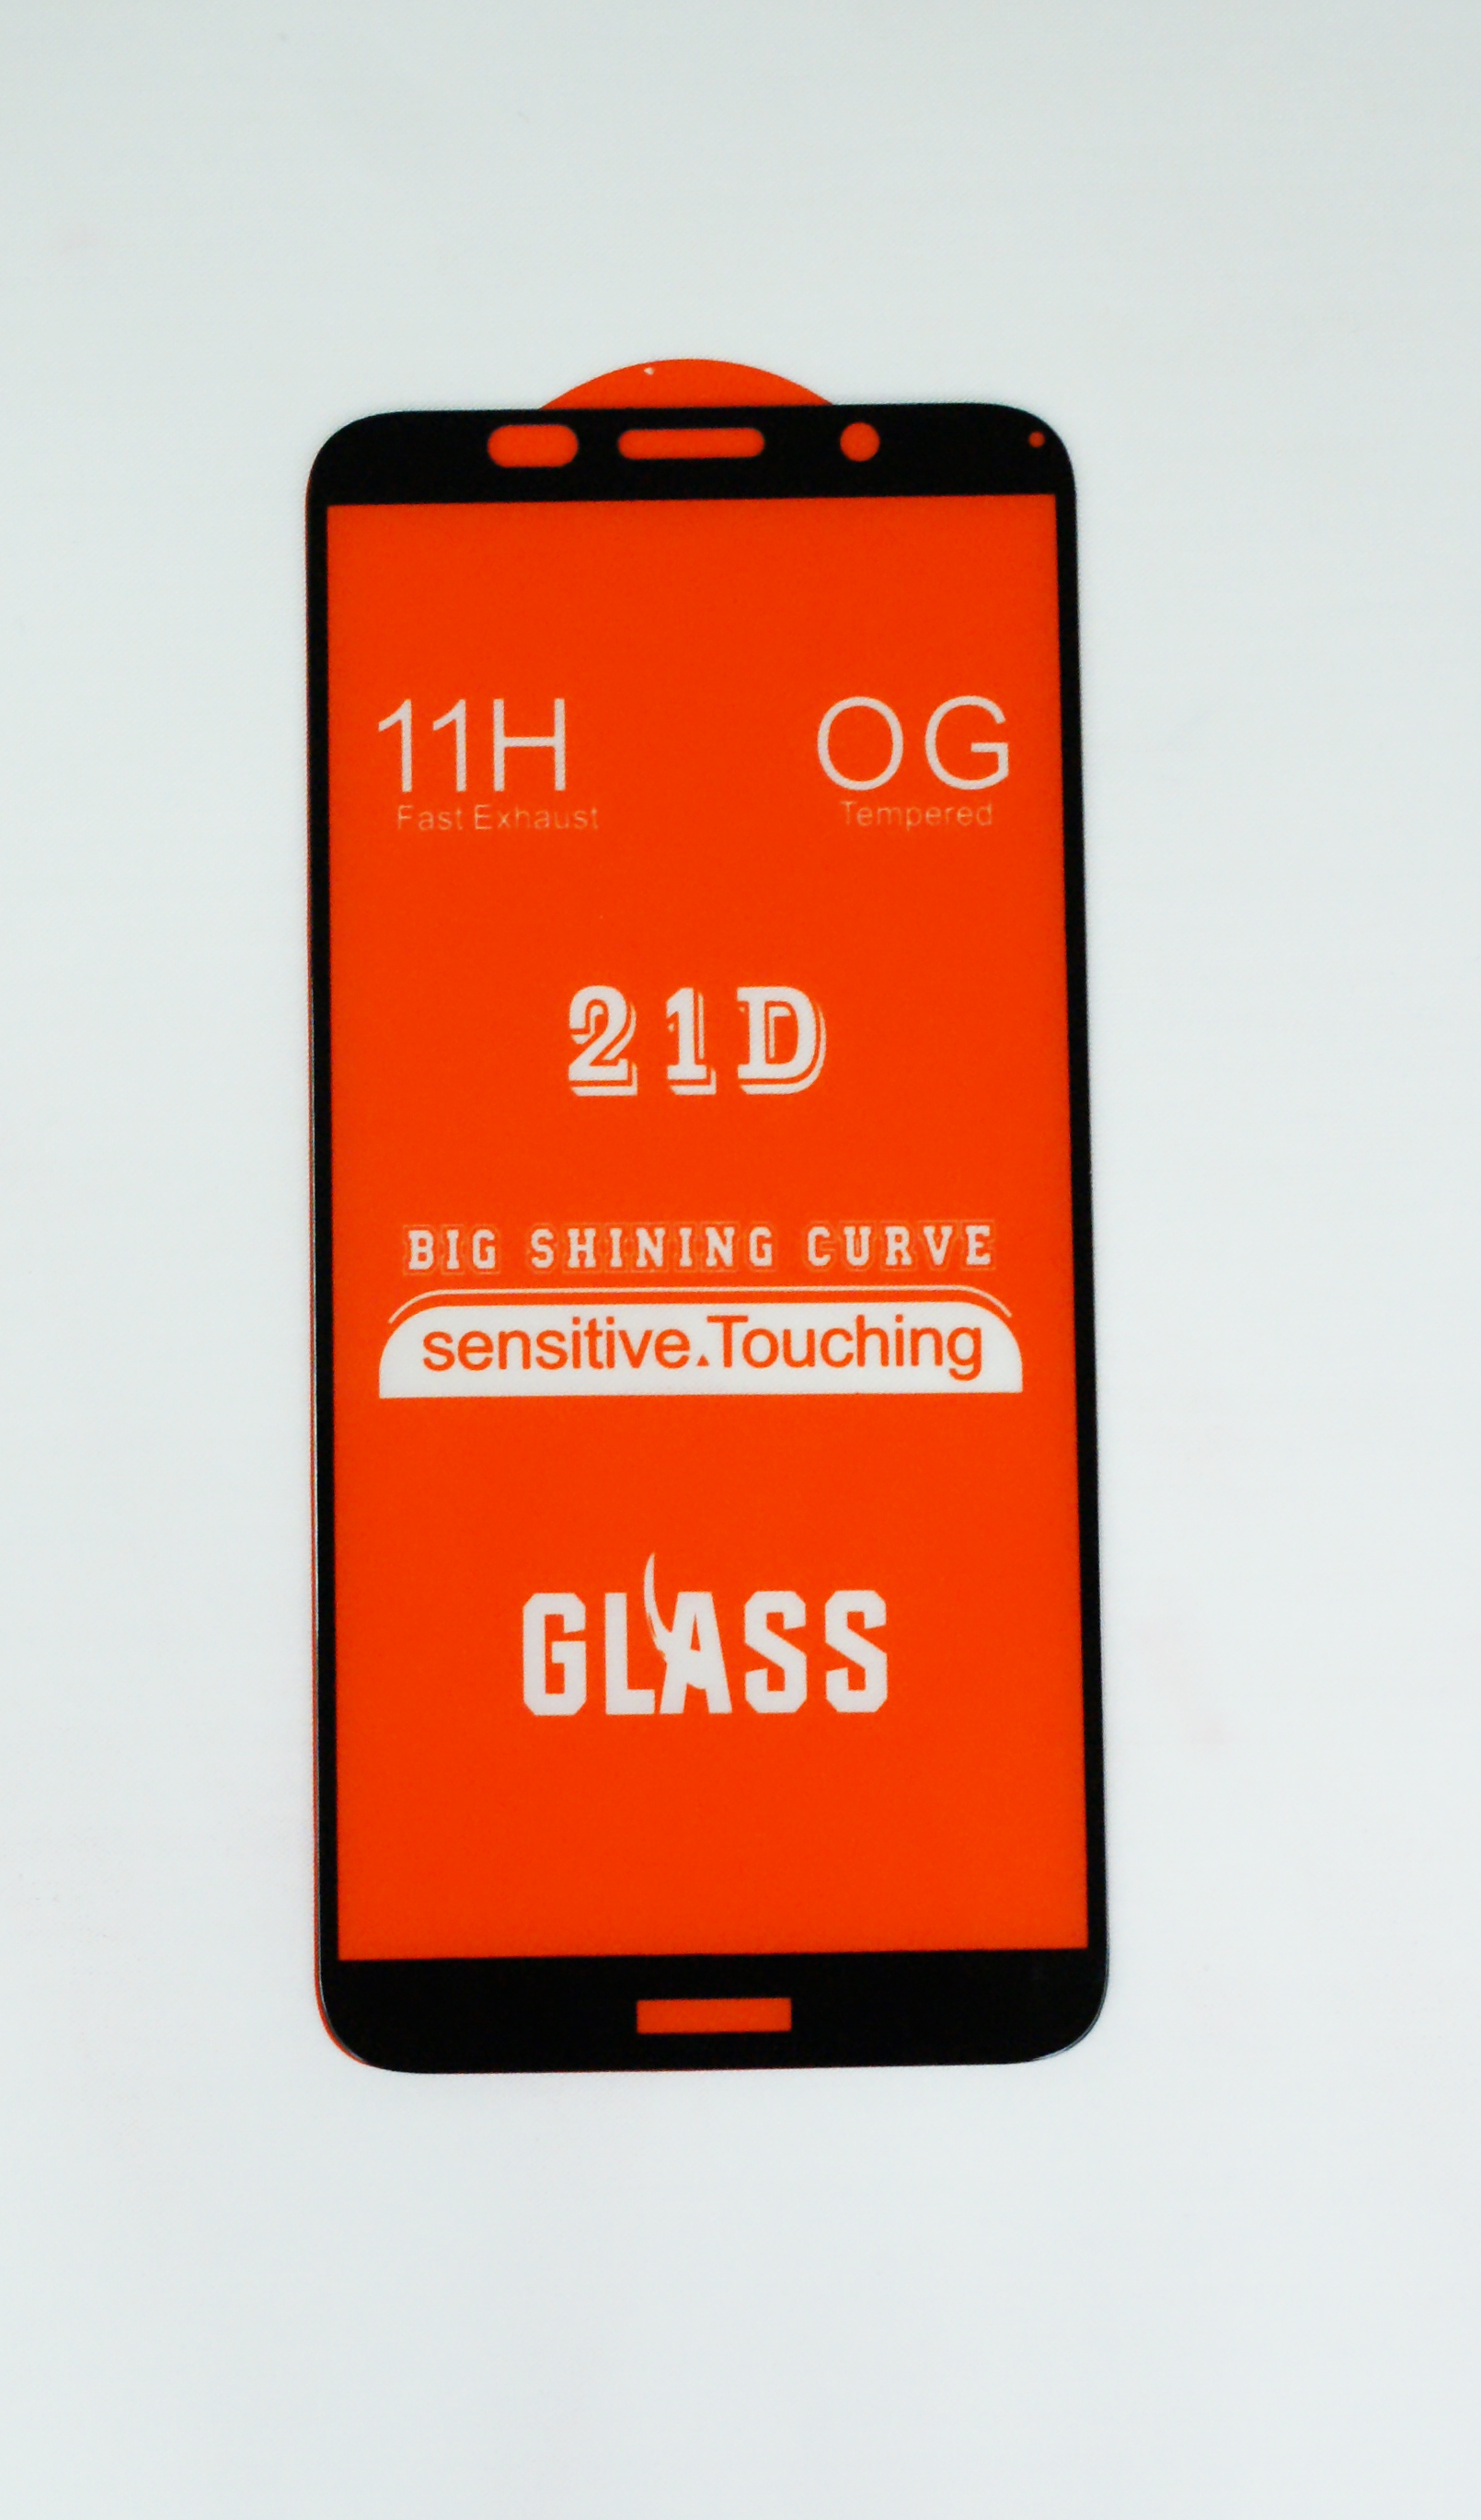 11H OG
Fast Exhaust Tempered
21D
BIG SHINING CURVE
sensitive.Touching
GLASS